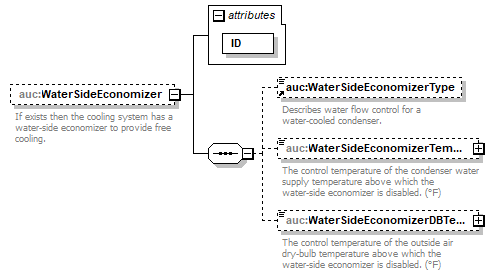 attributes
ID
auc:WaterSideEconomizer
If exists then the cooling system has a
water-side economizer to provide free
cooling.
auc:WaterSideEconomizerType
Describes water flow control for a
water-cooled condenser.
auc:WaterSideEconomizerTem...
The control temperature of the condenser water
supply temperature above which the
water-side economizer is disabled. (°F)
auc:WaterSideEconomizerDBTe...
The control temperature of the outside air
dry-bulb temperature above which the
water-side economizer is disabled. (°F)